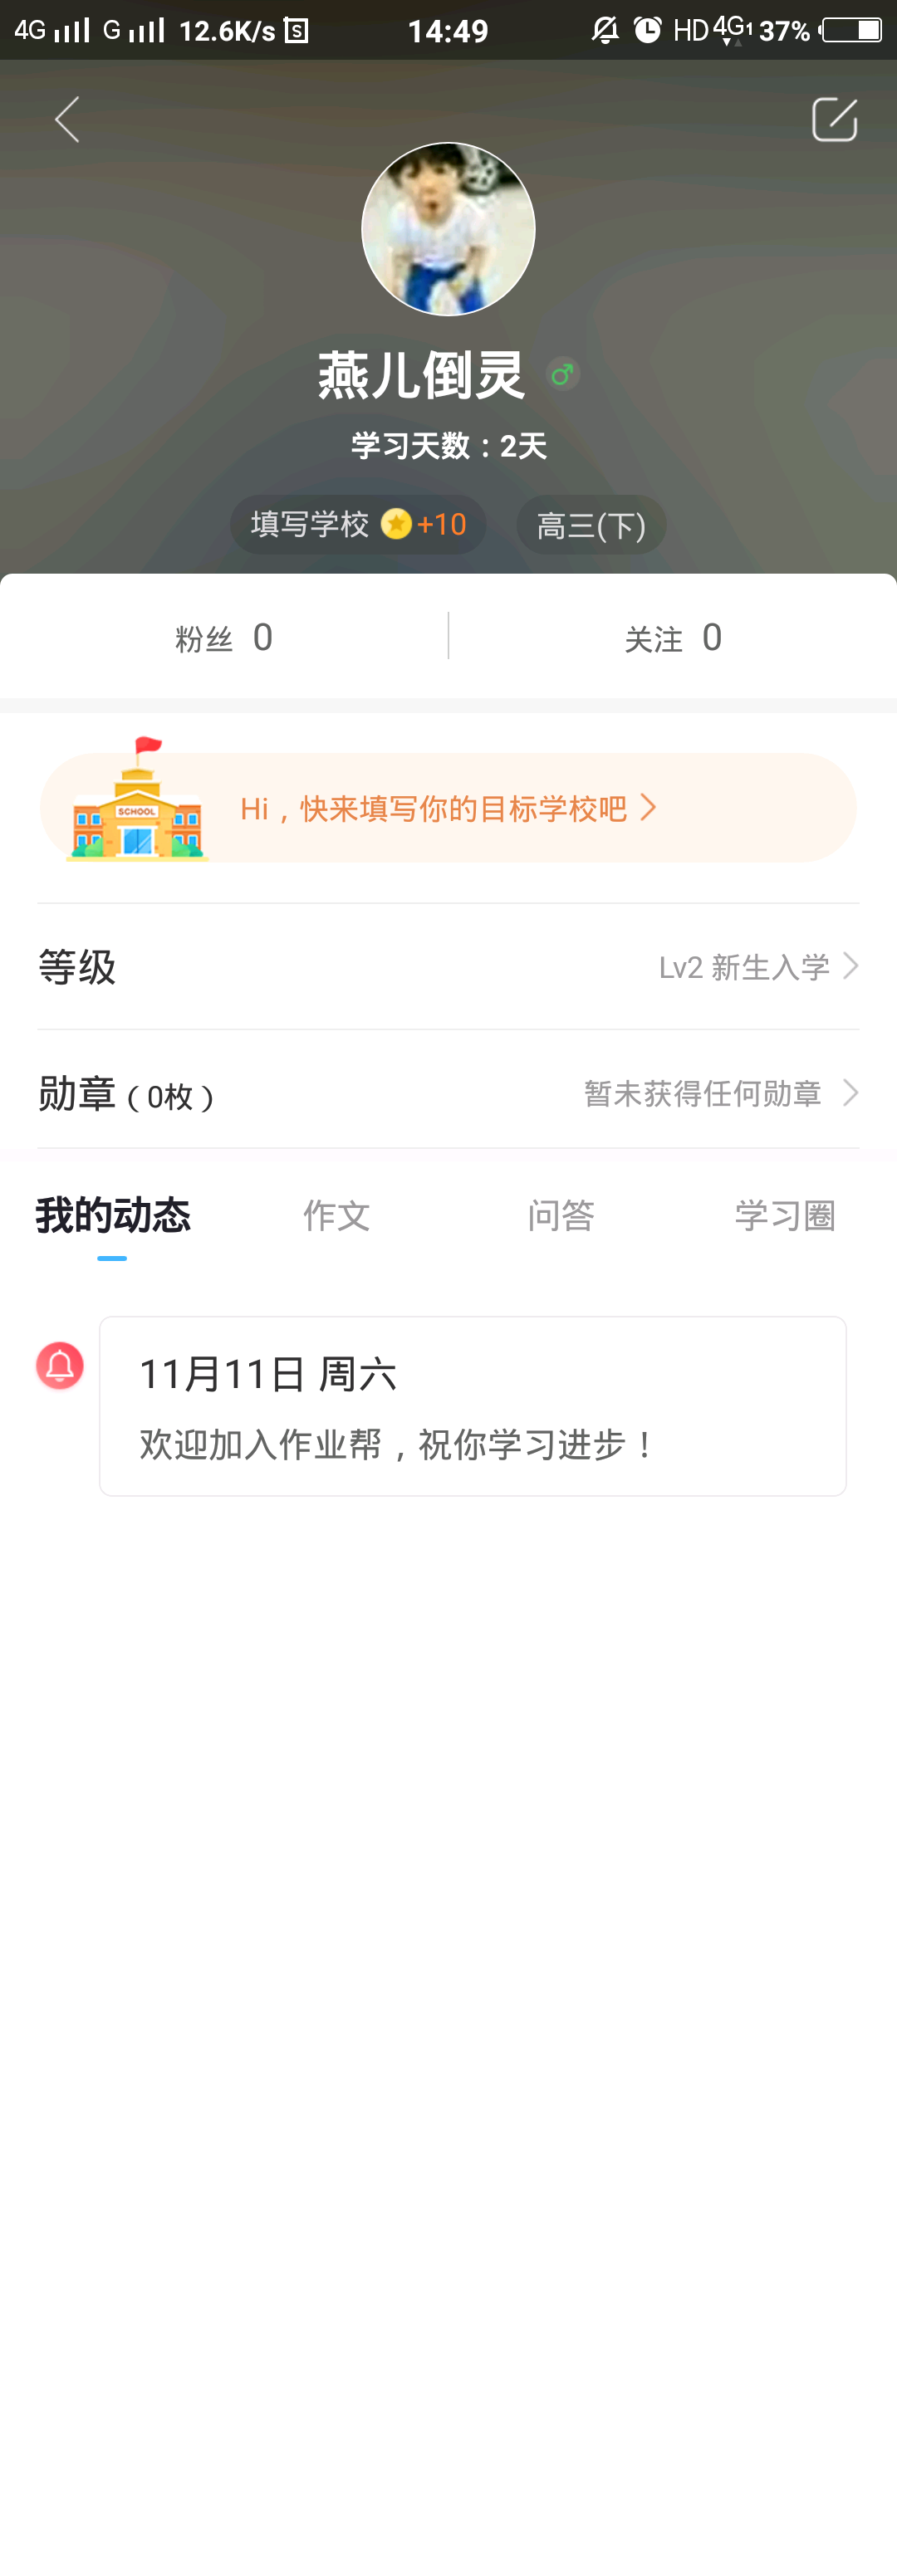 4G G 12.6K/s 14:49 HD 4G1 37%
燕儿倒灵
学习天数：2天
填写学校 +10 高三(下)
粉丝 0 关注 0
SCHOOL
Hi，快来填写你的目标学校吧
等级 Lv2 新生入学
勋章（0枚） 暂未获得任何勋章
我的动态 作文 问答 学习圈
11月11日 周六
欢迎加入作业帮，祝你学习进步！